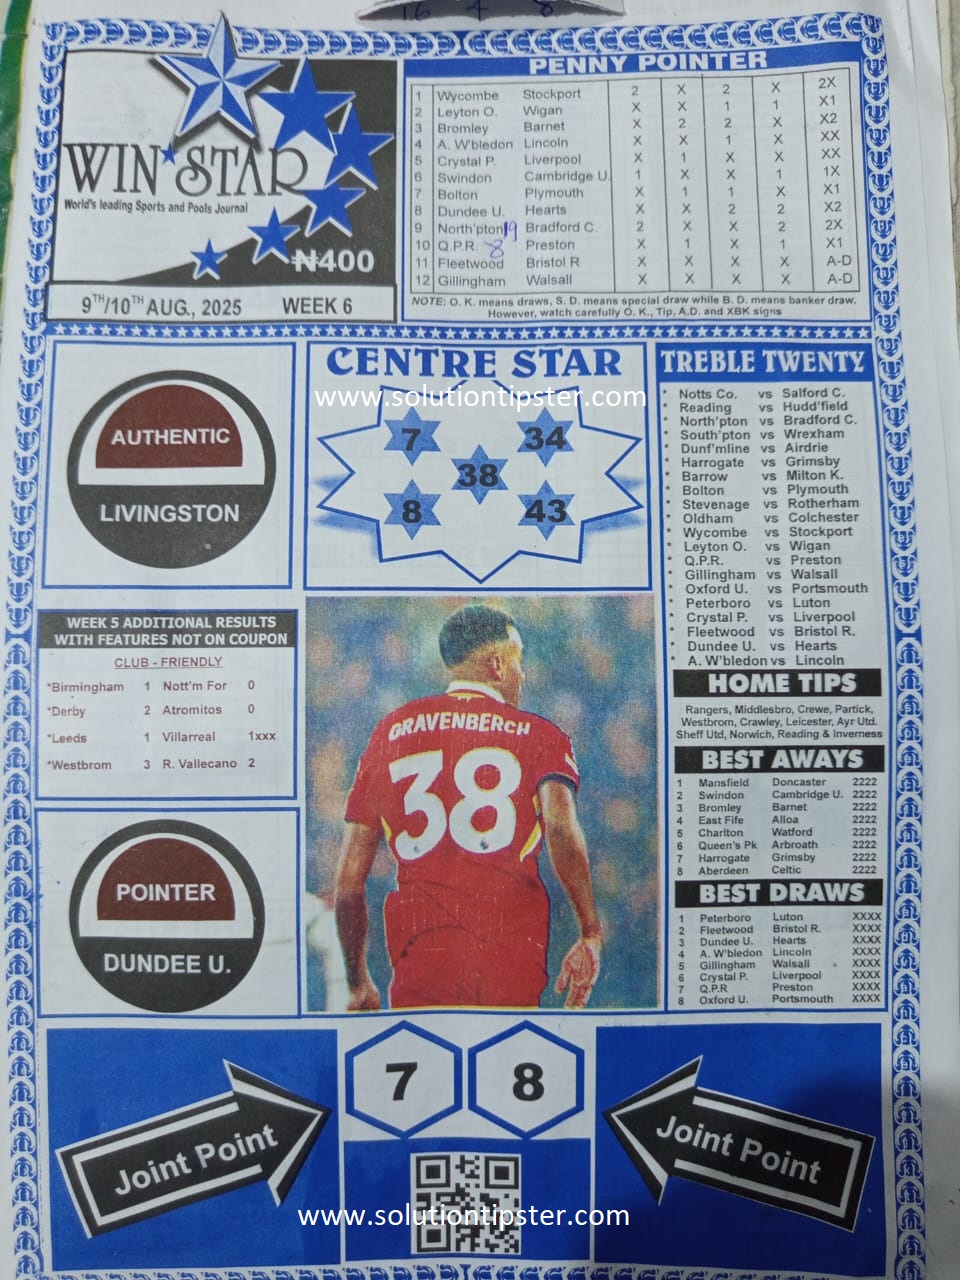 16 4 8
PENNY POINTER
1 Wycombe Stockport 2 X 2 X 2X
2 Leyton O. Wigan X X 1 1 X1
3 Bromley Barnet X 2 2 X X2
4 A. W'bledon Lincoln X X 1 X XX
5 Crystal P. Liverpool X 1 X X XX
6 Swindon Cambridge U. 1 X X 1 1X
7 Bolton Plymouth X 1 1 X X1
8 Dundee U. Hearts X X 2 2 X2
9 North'pton 19 Bradford C. 2 X X 2 2X
10 Q.P.R. 8 Preston X 1 X 1 X1
11 Fleetwood Bristol R X X X X A-D
12 Gillingham Walsall X X X X A-D
NOTE: O. K. means draws, S. D. means special draw while B. D. means banker draw.
However, watch carefully O. K., Tip, A.D. and XBK signs
WIN STAR
World's leading Sports and Pools Journal
₦400
9TH/10TH AUG., 2025 WEEK 6
AUTHENTIC
LIVINGSTON
CENTRE STAR
www.solutiontipster.com
7 34
38
8 43
TREBLE TWENTY
* Notts Co. vs Salford C.
* Reading vs Hudd'field
* North'pton vs Bradford C.
* South'pton vs Wrexham
* Dunf'mline vs Airdrie
* Harrogate vs Grimsby
* Barrow vs Milton K.
* Bolton vs Plymouth
* Stevenage vs Rotherham
* Oldham vs Colchester
* Wycombe vs Stockport
* Leyton O. vs Wigan
* Q.P.R. vs Preston
* Gillingham vs Walsall
* Oxford U. vs Portsmouth
* Peterboro vs Luton
* Crystal P. vs Liverpool
* Fleetwood vs Bristol R.
* Dundee U. vs Hearts
* A. W'bledon vs Lincoln
WEEK 5 ADDITIONAL RESULTS
WITH FEATURES NOT ON COUPON
CLUB - FRIENDLY
*Birmingham 1 Nott'm For 0
*Derby 2 Atromitos 0
*Leeds 1 Villarreal 1xxx
*Westbrom 3 R. Vallecano 2
GRAVENBERCH
38
HOME TIPS
Rangers, Middlesbro, Crewe, Partick,
Westbrom, Crawley, Leicester, Ayr Utd.
Sheff Utd, Norwich, Reading & Inverness
BEST AWAYS
1 Mansfield Doncaster 2222
2 Swindon Cambridge U. 2222
3 Bromley Barnet 2222
4 East Fife Alloa 2222
5 Charlton Watford 2222
6 Queen's Pk Arbroath 2222
7 Harrogate Grimsby 2222
8 Aberdeen Celtic 2222
BEST DRAWS
1 Peterboro Luton XXXX
2 Fleetwood Bristol R. XXXX
3 Dundee U. Hearts XXXX
4 A. W'bledon Lincoln XXXX
5 Gillingham Walsall XXXX
6 Crystal P. Liverpool XXXX
7 Q.P.R Preston XXXX
8 Oxford U. Portsmouth XXXX
POINTER
DUNDEE U.
7 8
Joint Point
Joint Point
www.solutiontipster.com